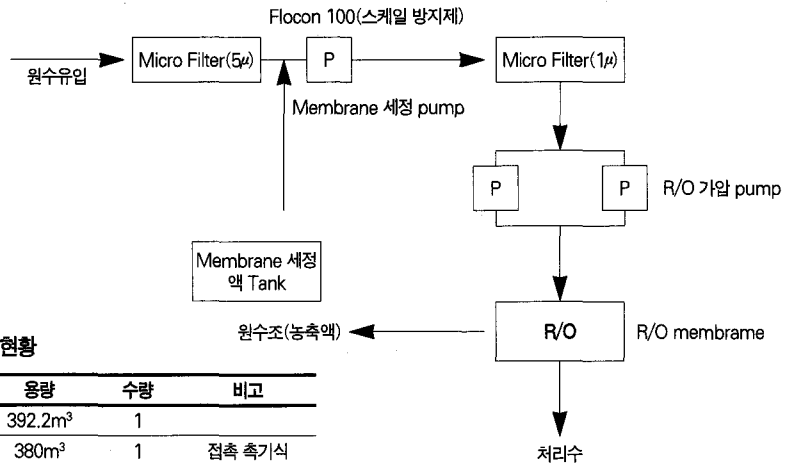 Flocon 100(스케일 방지제)
원수유입
Micro Filter(5μ)
P
Micro Filter(1μ)
Membrane 세정 pump
P
P
R/O 가압 pump
Membrane 세정
액 Tank
원수조(농축액)
R/O
R/O membrame
처리수
현황
용량 수량 비고
392.2m³ 1
380m³ 1 접촉 측기식